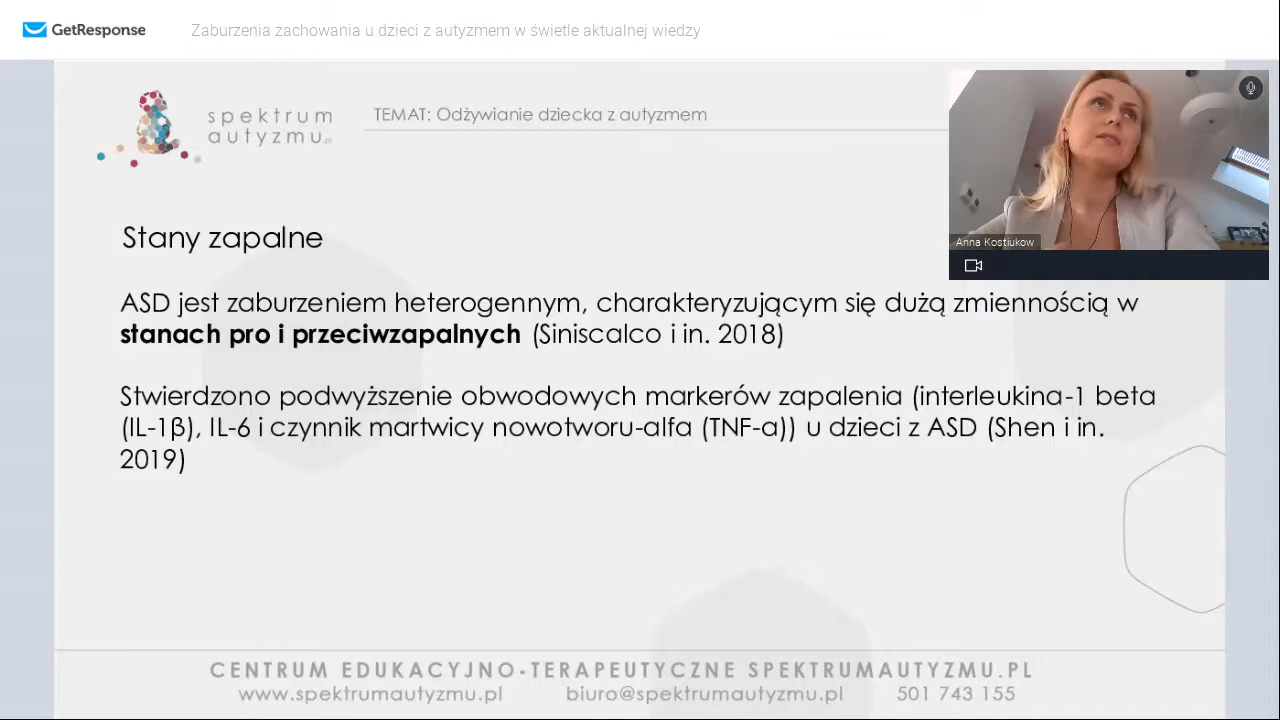 GetResponse
Zaburzenia zachowania u dzieci z autyzmem w świetle aktualnej wiedzy
spektrum
autyzmu.pl
TEMAT: Odżywianie dziecka z autyzmem
Anna Kostiukow
Stany zapalne
ASD jest zaburzeniem heterogennym, charakteryzującym się dużą zmiennością w
stanach pro i przeciwzapalnych (Siniscalco i in. 2018)
Stwierdzono podwyższenie obwodowych markerów zapalenia (interleukina-1 beta
(IL-1β), IL-6 i czynnik martwicy nowotworu-alfa (TNF-a)) u dzieci z ASD (Shen i in.
2019)
CENTRUM EDUKACYJNO-TERAPEUTYCZNE SPEKTRUMAUTYZMU.PL
www.spektrumautyzmu.pl biuro@spektrumautyzmu.pl 501 743 155